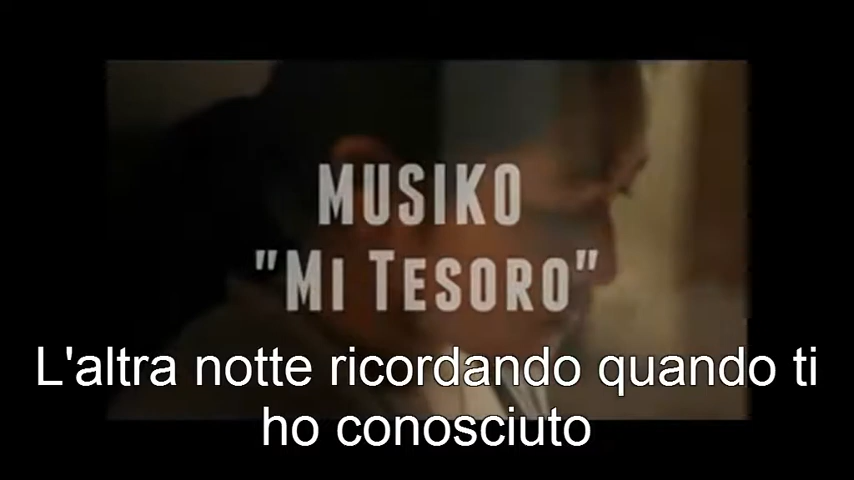 MUSIKO
"MI TESORO"
L'altra notte ricordando quando ti
ho conosciuto